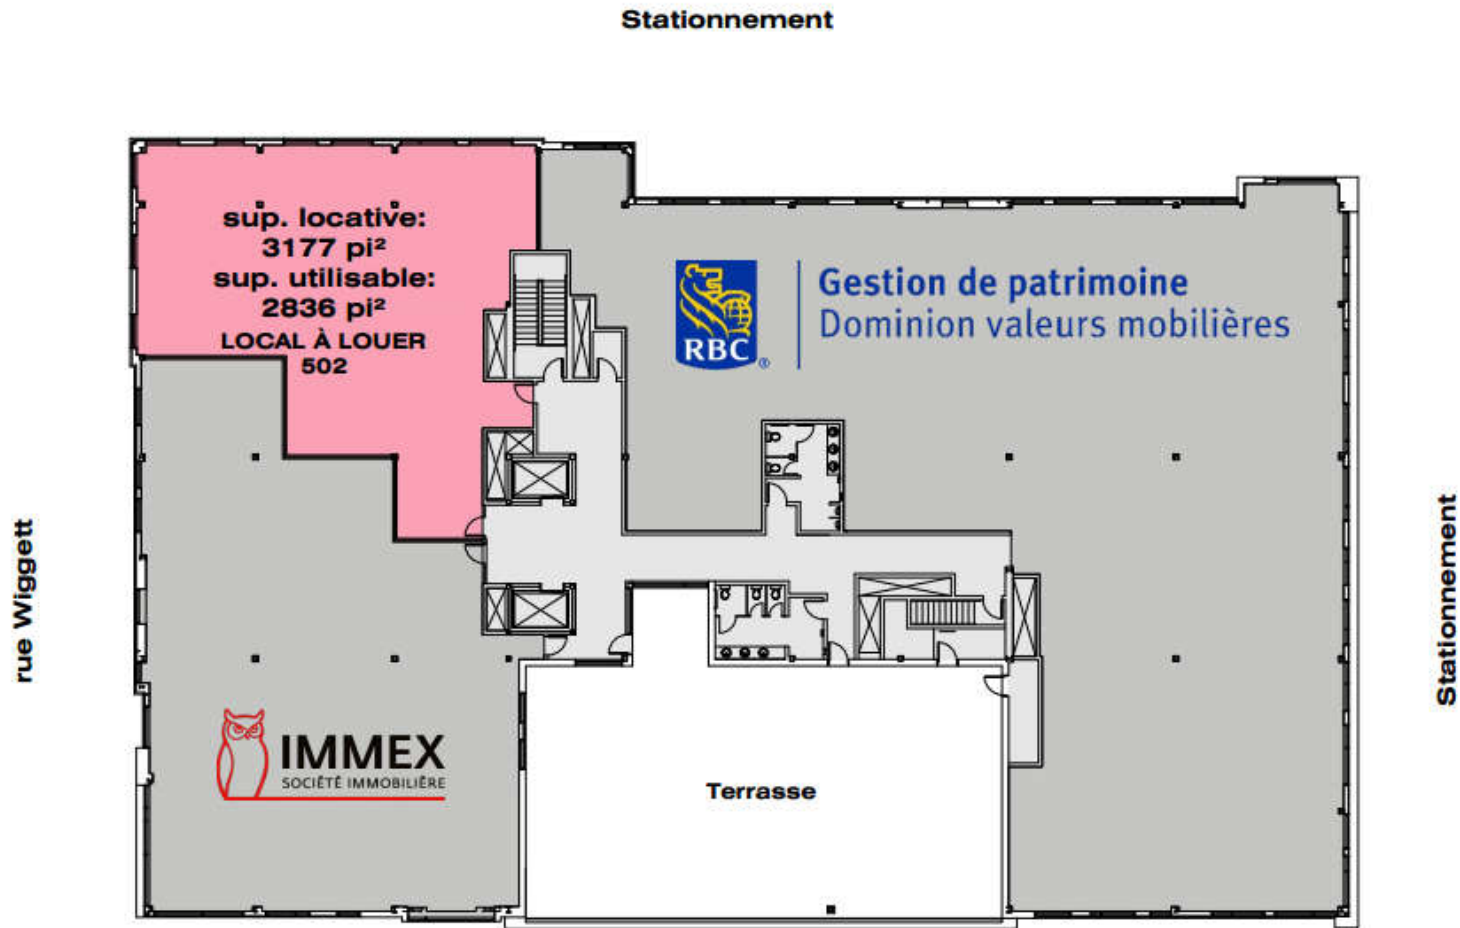 Stationnement
sup. locative:
3177 pi²
sup. utilisable:
2836 pi²
LOCAL À LOUER
502
RBC®
Gestion de patrimoine
Dominion valeurs mobilières
rue Wiggett
Stationnement
IMMEX
SOCIÉTÉ IMMOBILIÈRE
Terrasse